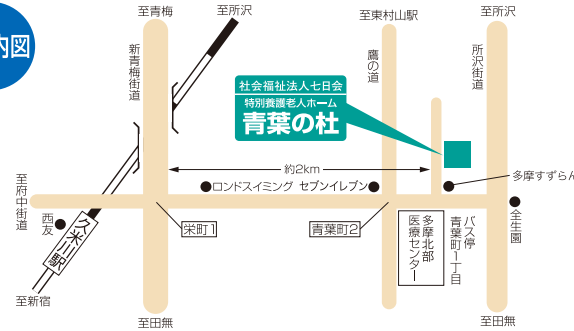 内図
至青梅
至所沢
至東村山駅
至所沢
新青梅街道
鷹の道
所沢街道
社会福祉法人七日会
特別養護老人ホーム
青葉の杜
約2km
多摩すずらん
ロンドスイミング
セブンイレブン
至府中街道
西友
久米川駅
栄町1
青葉町2
多摩北部
医療センター
バス停
青葉町1丁目
全生園
至新宿
至田無
至田無